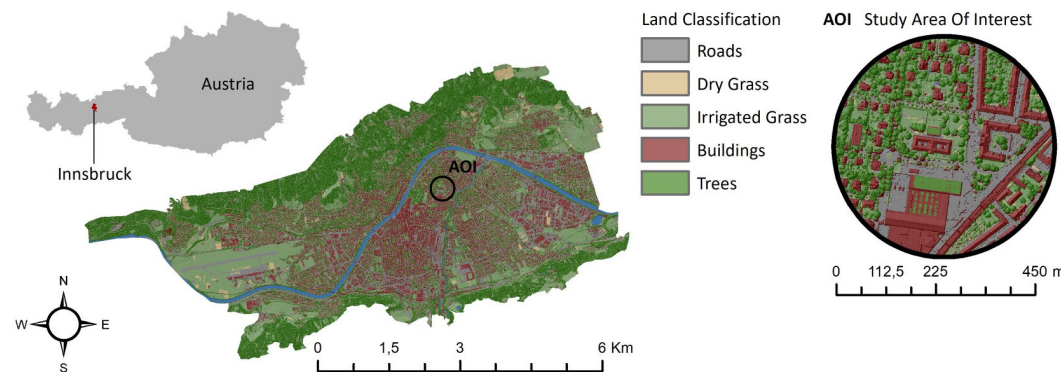 Austria
Innsbruck
AOI
N
W E
S
0 1,5 3 6 Km
Land Classification
Roads
Dry Grass
Irrigated Grass
Buildings
Trees
AOI Study Area Of Interest
0 112,5 225 450 m